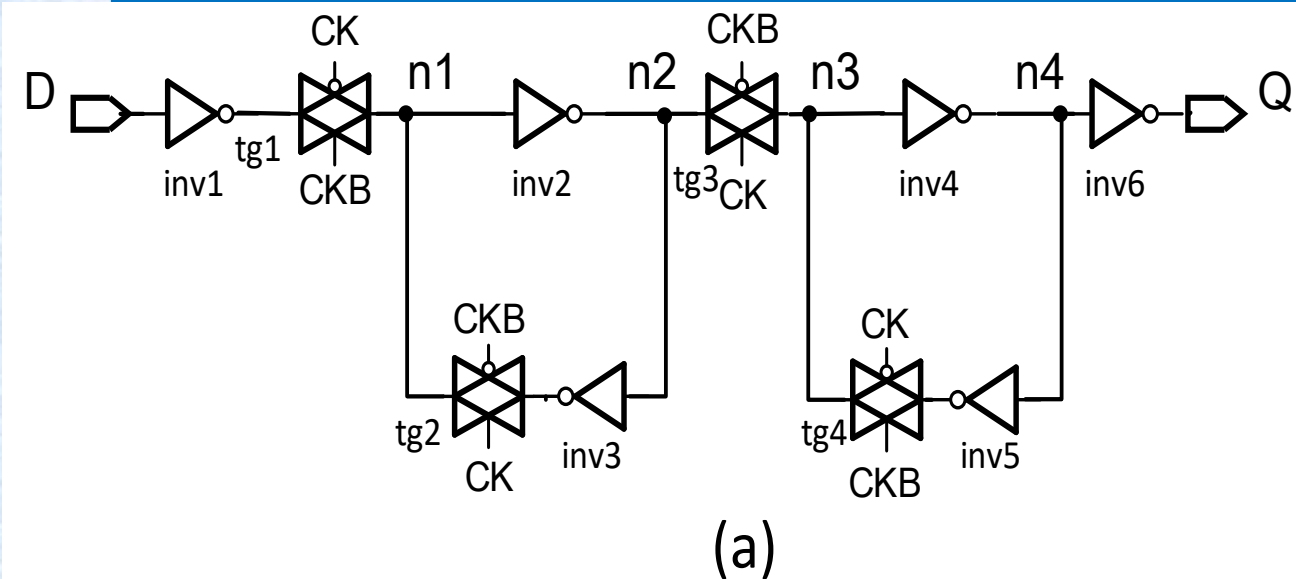 CK
CKB
D
n1
n2
n3
n4
Q
tg1
inv1
CKB
inv2
tg3
CK
inv4
inv6
CKB
CK
tg2
CK
inv3
tg4
CKB
inv5
(a)